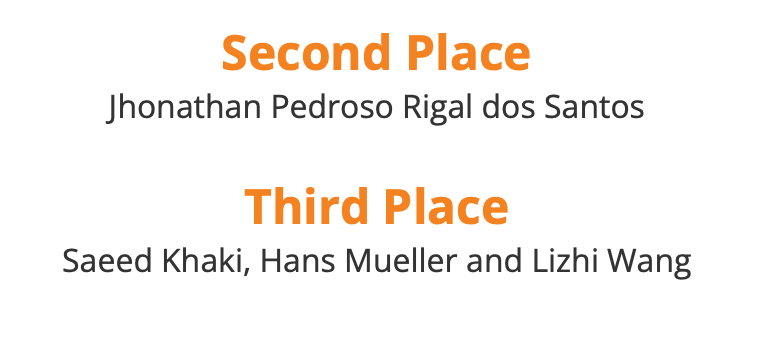 Second Place
Jhonathan Pedroso Rigal dos Santos
Third Place
Saeed Khaki, Hans Mueller and Lizhi Wang